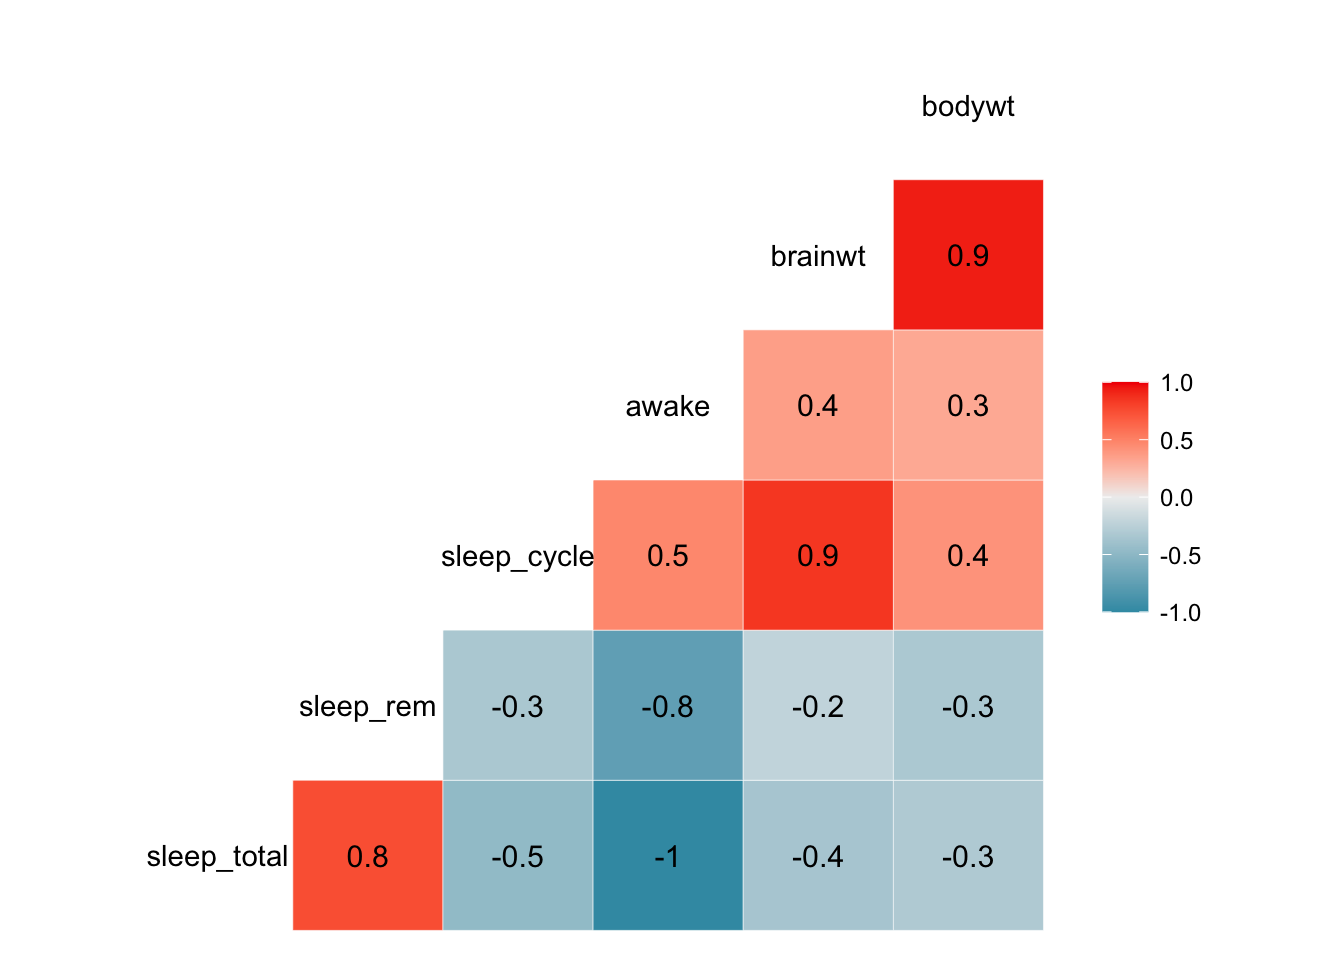 bodywt
brainwt 0.9
awake 0.4 0.3
1.0
0.5
0.0
-0.5
-1.0
sleep_cycle 0.5 0.9 0.4
sleep_rem -0.3 -0.8 -0.2 -0.3
sleep_total 0.8 -0.5 -1 -0.4 -0.3